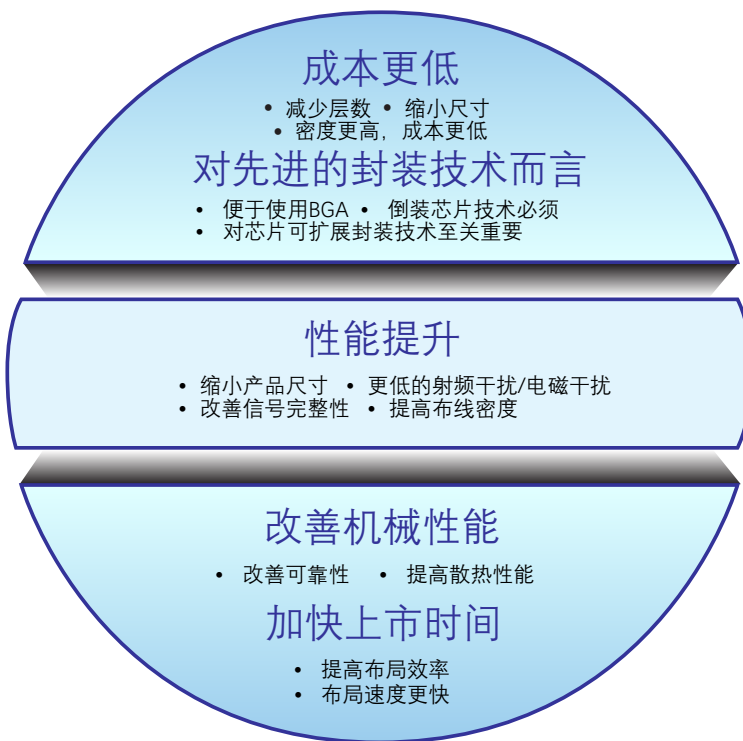 成本更低
• 减少层数 • 缩小尺寸
• 密度更高，成本更低
对先进的封装技术而言
• 便于使用BGA • 倒装芯片技术必须
• 对芯片可扩展封装技术至关重要
性能提升
• 缩小产品尺寸 • 更低的射频干扰/电磁干扰
• 改善信号完整性 • 提高布线密度
改善机械性能
• 改善可靠性 • 提高散热性能
加快上市时间
• 提高布局效率
• 布局速度更快